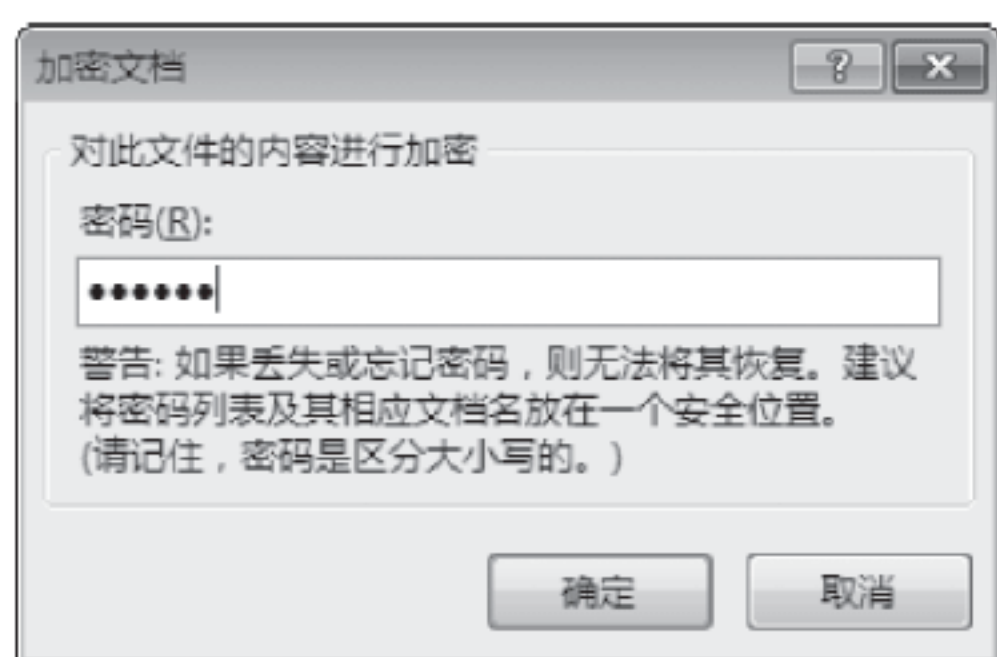 加密文档
对此文件的内容进行加密
密码(R):
••••••
警告: 如果丢失或忘记密码，则无法将其恢复。建议
将密码列表及其相应文档名放在一个安全位置。
(请记住，密码是区分大小写的。)
确定 取消